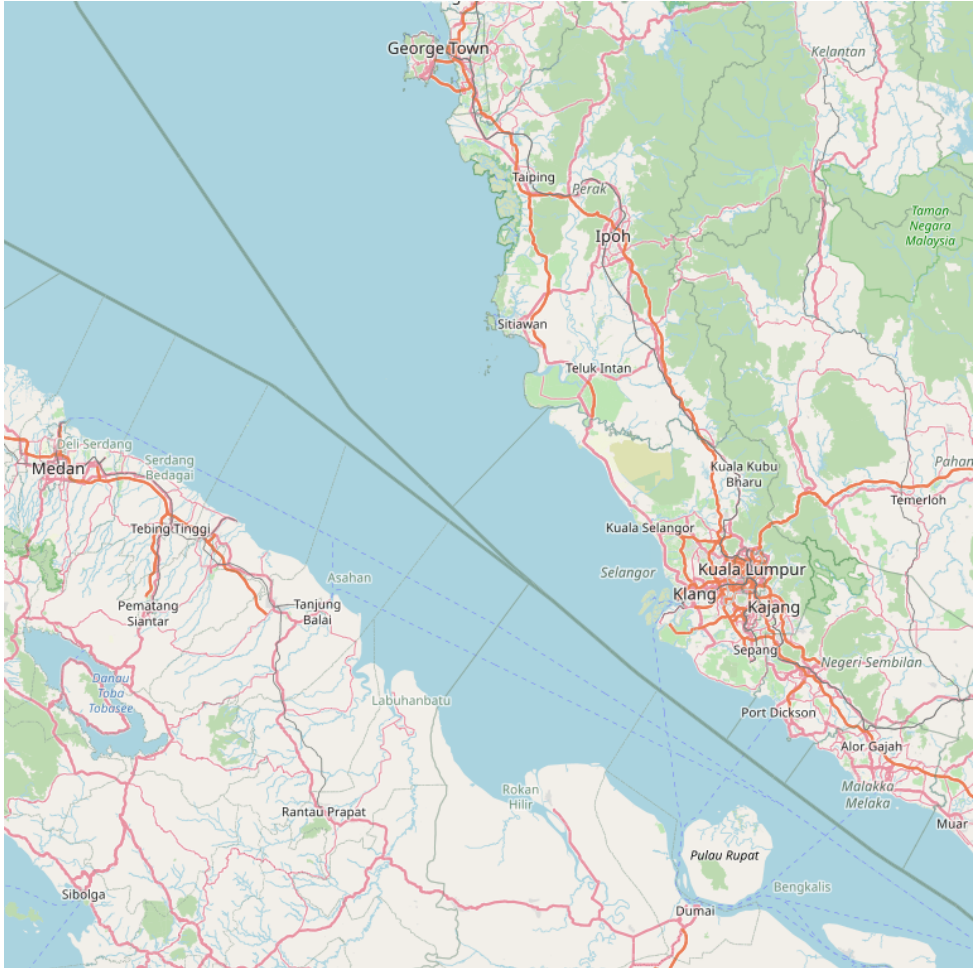 George Town
Kelantan
Taiping
Perak
Taman
Negara
Malaysia
Ipoh
Sitiawan
Teluk Intan
Deli Serdang
Medan
Serdang
Bedagai
Kuala Kubu
Bharu
Pahan
Temerloh
Tebing Tinggi
Kuala Selangor
Kuala Lumpur
Selangor
Asahan
Klang
Kajang
Pematang
Siantar
Tanjung
Balai
Sepang
Negeri Sembilan
Danau
Toba
Tobasee
Labuhanbatu
Port Dickson
Alor Gajah
Rokan
Hilir
Malakka
Melaka
Rantau Prapat
Muar
Pulau Rupat
Bengkalis
Sibolga
Dumai